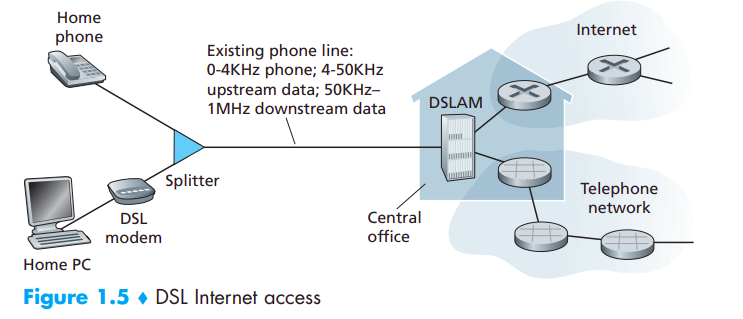 Home
phone
Existing phone line:
0-4KHz phone; 4-50KHz
upstream data; 50KHz–
1MHz downstream data
Internet
DSLAM
Splitter
DSL
modem
Home PC
Central
office
Telephone
network
Figure 1.5 ♦ DSL Internet access